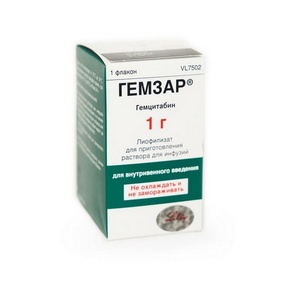 1 флакон VL7502
ГЕМЗАР®
Гемцитабин
1 г
Лиофилизат
для приготовления
раствора для инфузий
для внутривенного введения
Не охлаждать и
не замораживать
Lilly